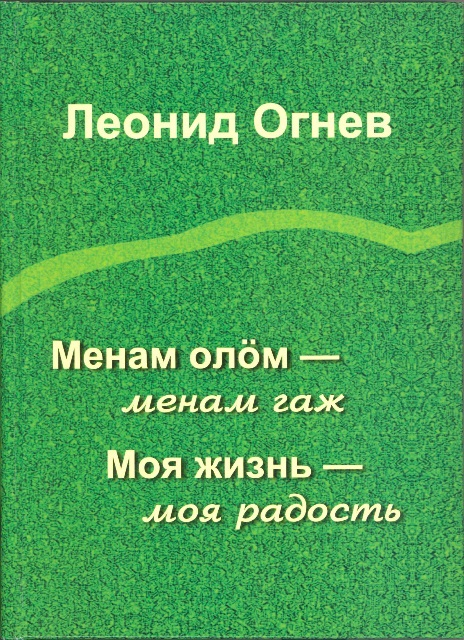 Леонид Огнев
Менам олӧм —
менам гаж
Моя жизнь —
моя радость